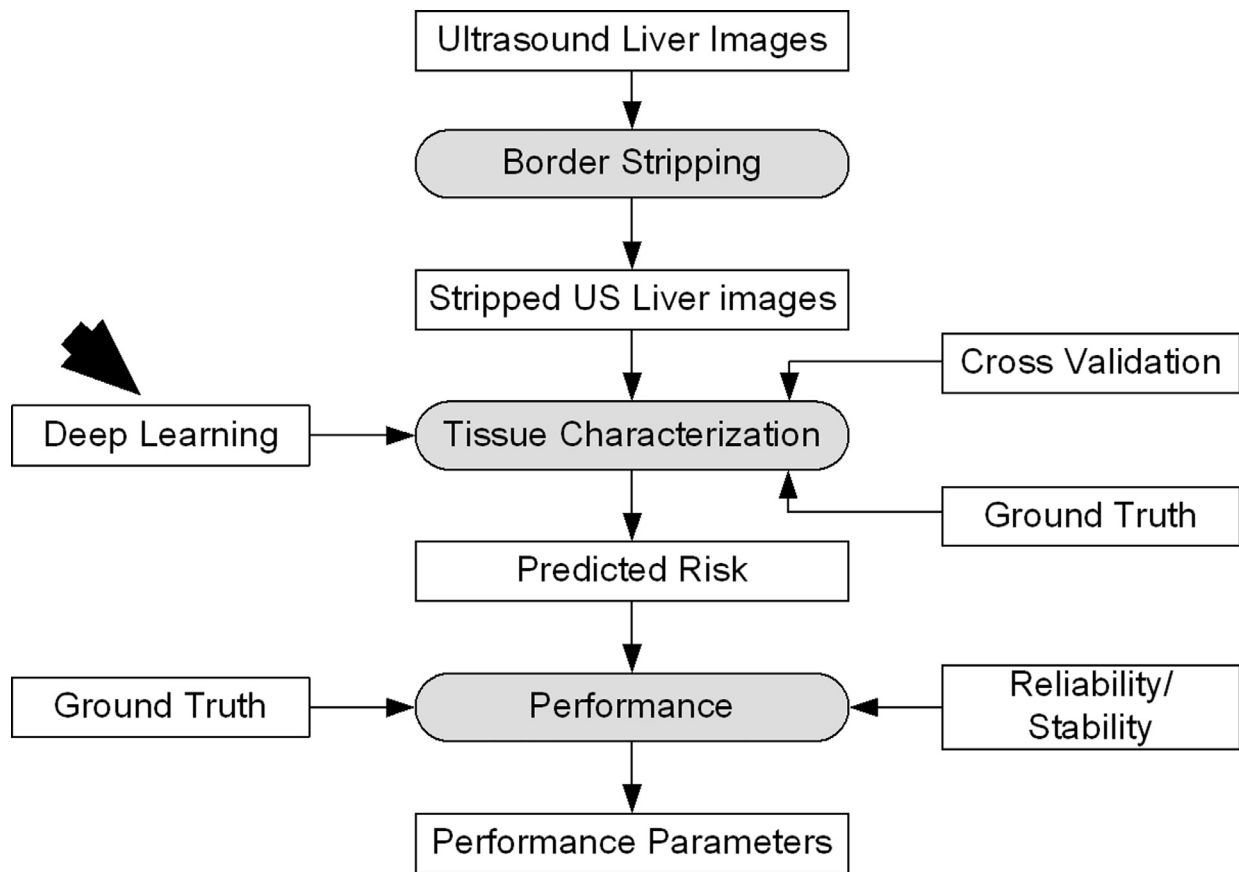 Ultrasound Liver Images
Border Stripping
Stripped US Liver images
Cross Validation
Deep Learning
Tissue Characterization
Ground Truth
Predicted Risk
Ground Truth
Performance
Reliability/
Stability
Performance Parameters